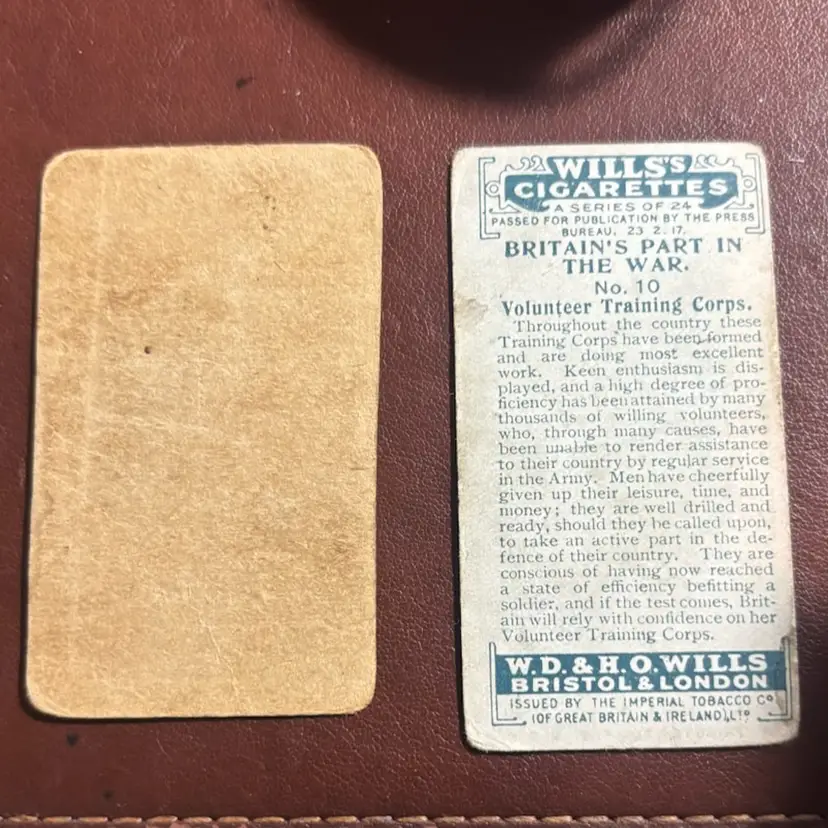 WILLS'S
CIGARETTES
A SERIES OF 24
PASSED FOR PUBLICATION BY THE PRESS
BUREAU, 23 2. 17.
BRITAIN'S PART IN
THE WAR.
No. 10
Volunteer Training Corps.
Throughout the country these
Training Corps have been formed
and are doing most excellent
work. Keen enthusiasm is dis-
played, and a high degree of pro-
ficiency has been attained by many
thousands of willing volunteers,
who, through many causes, have
been unable to render assistance
to their country by regular service
in the Army. Men have cheerfully
given up their leisure, time, and
money; they are well drilled and
ready, should they be called upon,
to take an active part in the de-
fence of their country. They are
conscious of having now reached
a state of efficiency befitting a
soldier, and if the test comes, Brit-
ain will rely with confidence on her
Volunteer Training Corps.
W.D. & H.O. WILLS
BRISTOL & LONDON
ISSUED BY THE IMPERIAL TOBACCO CO.
(OF GREAT BRITAIN & IRELAND), LTD.